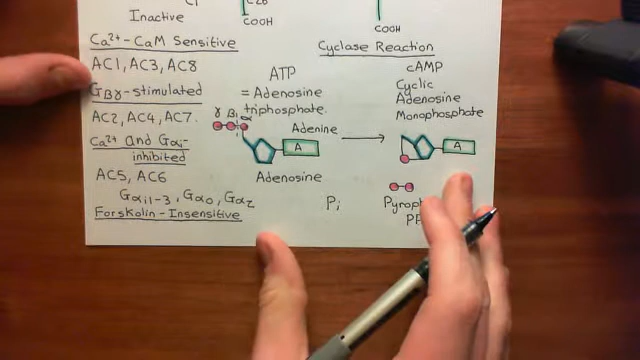 Inactive
COOH
COOH
Ca²⁺-CaM Sensitive
AC1, AC3, AC8
Gβγ-stimulated
AC2, AC4, AC7.
Ca²⁺ and Gαi-
inhibited
AC5, AC6
Gαi1-3, Gαo, Gαz
Forskolin-Insensitive
Cyclase Reaction
ATP
= Adenosine
triphosphate.
γ β α
Adenine
A
Adenosine
cAMP
Cyclic
Adenosine
Monophosphate
A
Pi